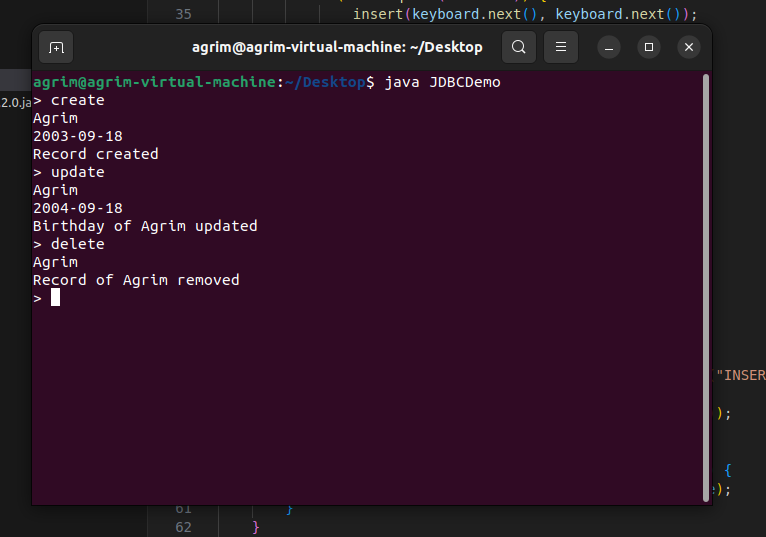 35 insert(keyboard.next(), keyboard.next());
agrim@agrim-virtual-machine: ~/Desktop
agrim@agrim-virtual-machine:~/Desktop$ java JDBCDemo
> create
2.0.ja
Agrim
2003-09-18
Record created
> update
Agrim
2004-09-18
Birthday of Agrim updated
> delete
Agrim
Record of Agrim removed
>
"INSER
);
{
);
61 }
62 }